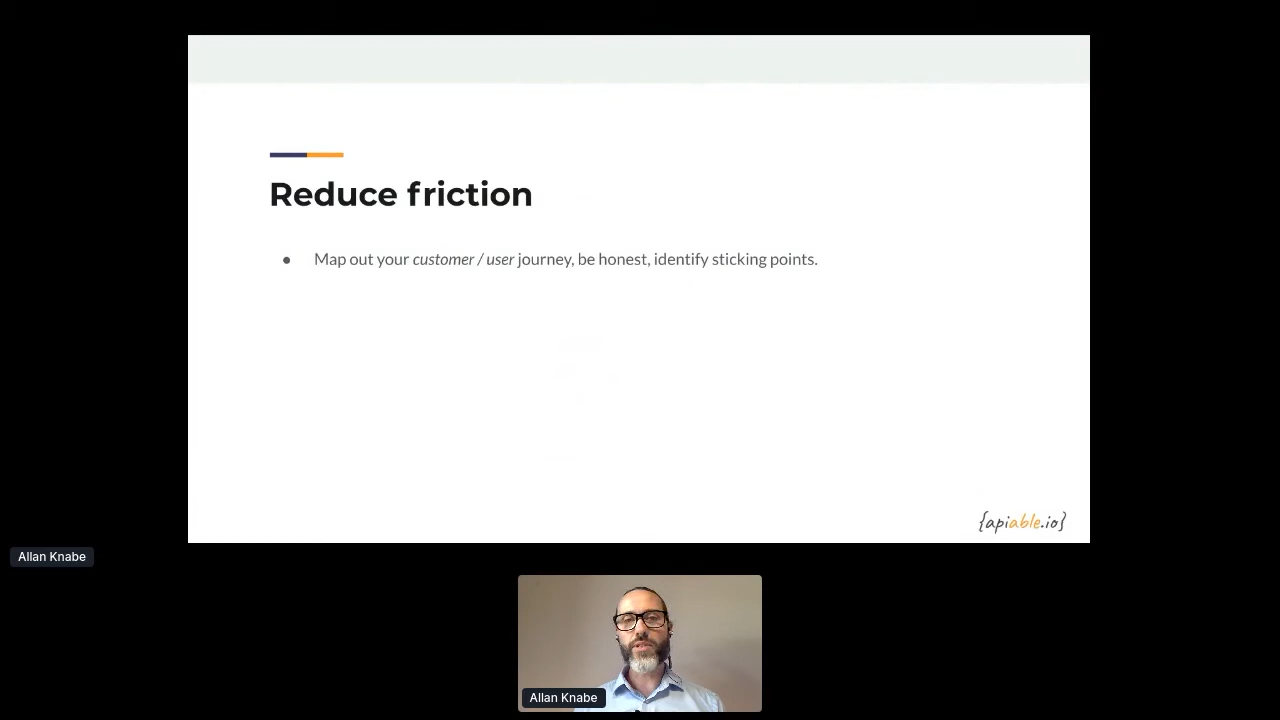 Reduce friction
● Map out your customer / user journey, be honest, identify sticking points.
{apiable.io}
Allan Knabe
Allan Knabe